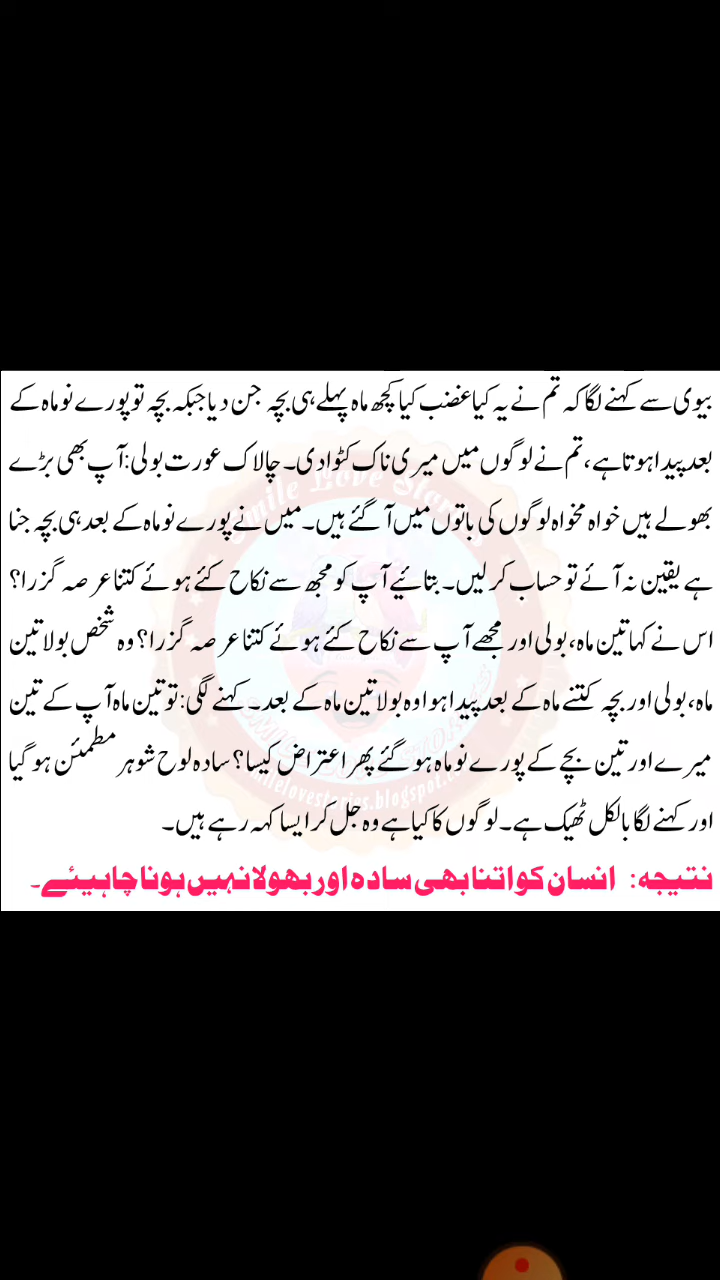 بیوی سے کہنے لگا کہ تم نے یہ کیا غضب کیا کچھ ماہ پہلے ہی بچہ جن دیا جبکہ بچہ تو پورے نو ماہ کے
بعد پیدا ہوتا ہے، تم نے لوگوں میں میری ناک کٹوا دی۔ چالاک عورت بولی: آپ بھی بڑے
بھولے ہیں خواہ مخواہ لوگوں کی باتوں میں آ گئے ہیں۔ میں نے پورے نو ماہ کے بعد ہی بچہ جنا
ہے یقین نہ آئے تو حساب کر لیں۔ بتائیے آپ کو مجھ سے نکاح کئے ہوئے کتنا عرصہ گزرا؟
اس نے کہا تین ماہ، بولی اور مجھے آپ سے نکاح کئے ہوئے کتنا عرصہ گزرا؟ وہ شخص بولا تین
ماہ، بولی اور بچہ کتنے ماہ کے بعد پیدا ہوا وہ بولا تین ماہ کے بعد۔ کہنے لگی: تو تین ماہ آپ کے تین
میرے اور تین بچے کے پورے نو ماہ ہو گئے پھر اعتراض کیسا؟ سادہ لوح شوہر مطمئن ہو گیا
اور کہنے لگا بالکل ٹھیک ہے۔ لوگوں کا کیا ہے وہ جل کر ایسا کہہ رہے ہیں۔
نتیجہ: انسان کو اتنا بھی سادہ اور بھولا نہیں ہونا چاہیئے۔